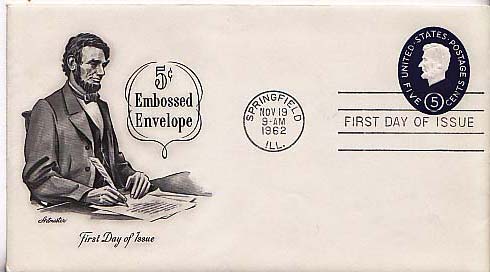 5¢
Embossed
Envelope
Artmaster
First Day of Issue
SPRINGFIELD
NOV 19
9-AM
1962
ILL.
FIRST DAY OF ISSUE
UNITED·STATES·POSTAGE
FIVE 5 CENTS